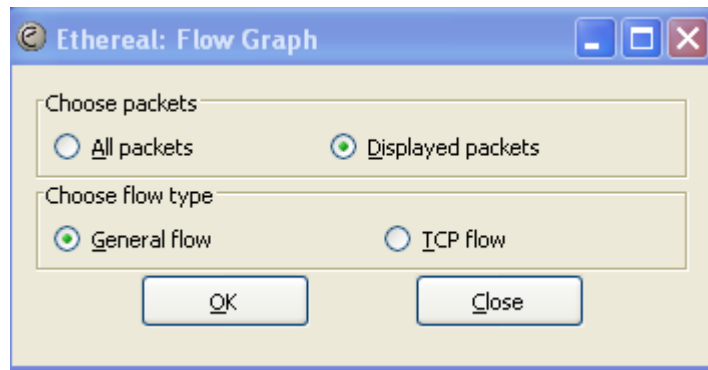 Ethereal: Flow Graph
Choose packets
All packets Displayed packets
Choose flow type
General flow TCP flow
OK Close